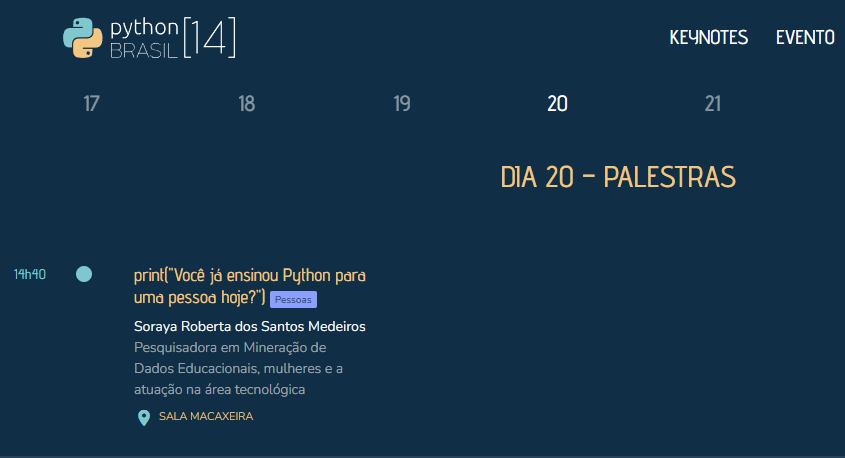 python
BRASIL [14]
KEYNOTES EVENTO
17 18 19 20 21
DIA 20 - PALESTRAS
14h40
print("Você já ensinou Python para
uma pessoa hoje?") Pessoas
Soraya Roberta dos Santos Medeiros
Pesquisadora em Mineração de
Dados Educacionais, mulheres e a
atuação na área tecnológica
SALA MACAXEIRA